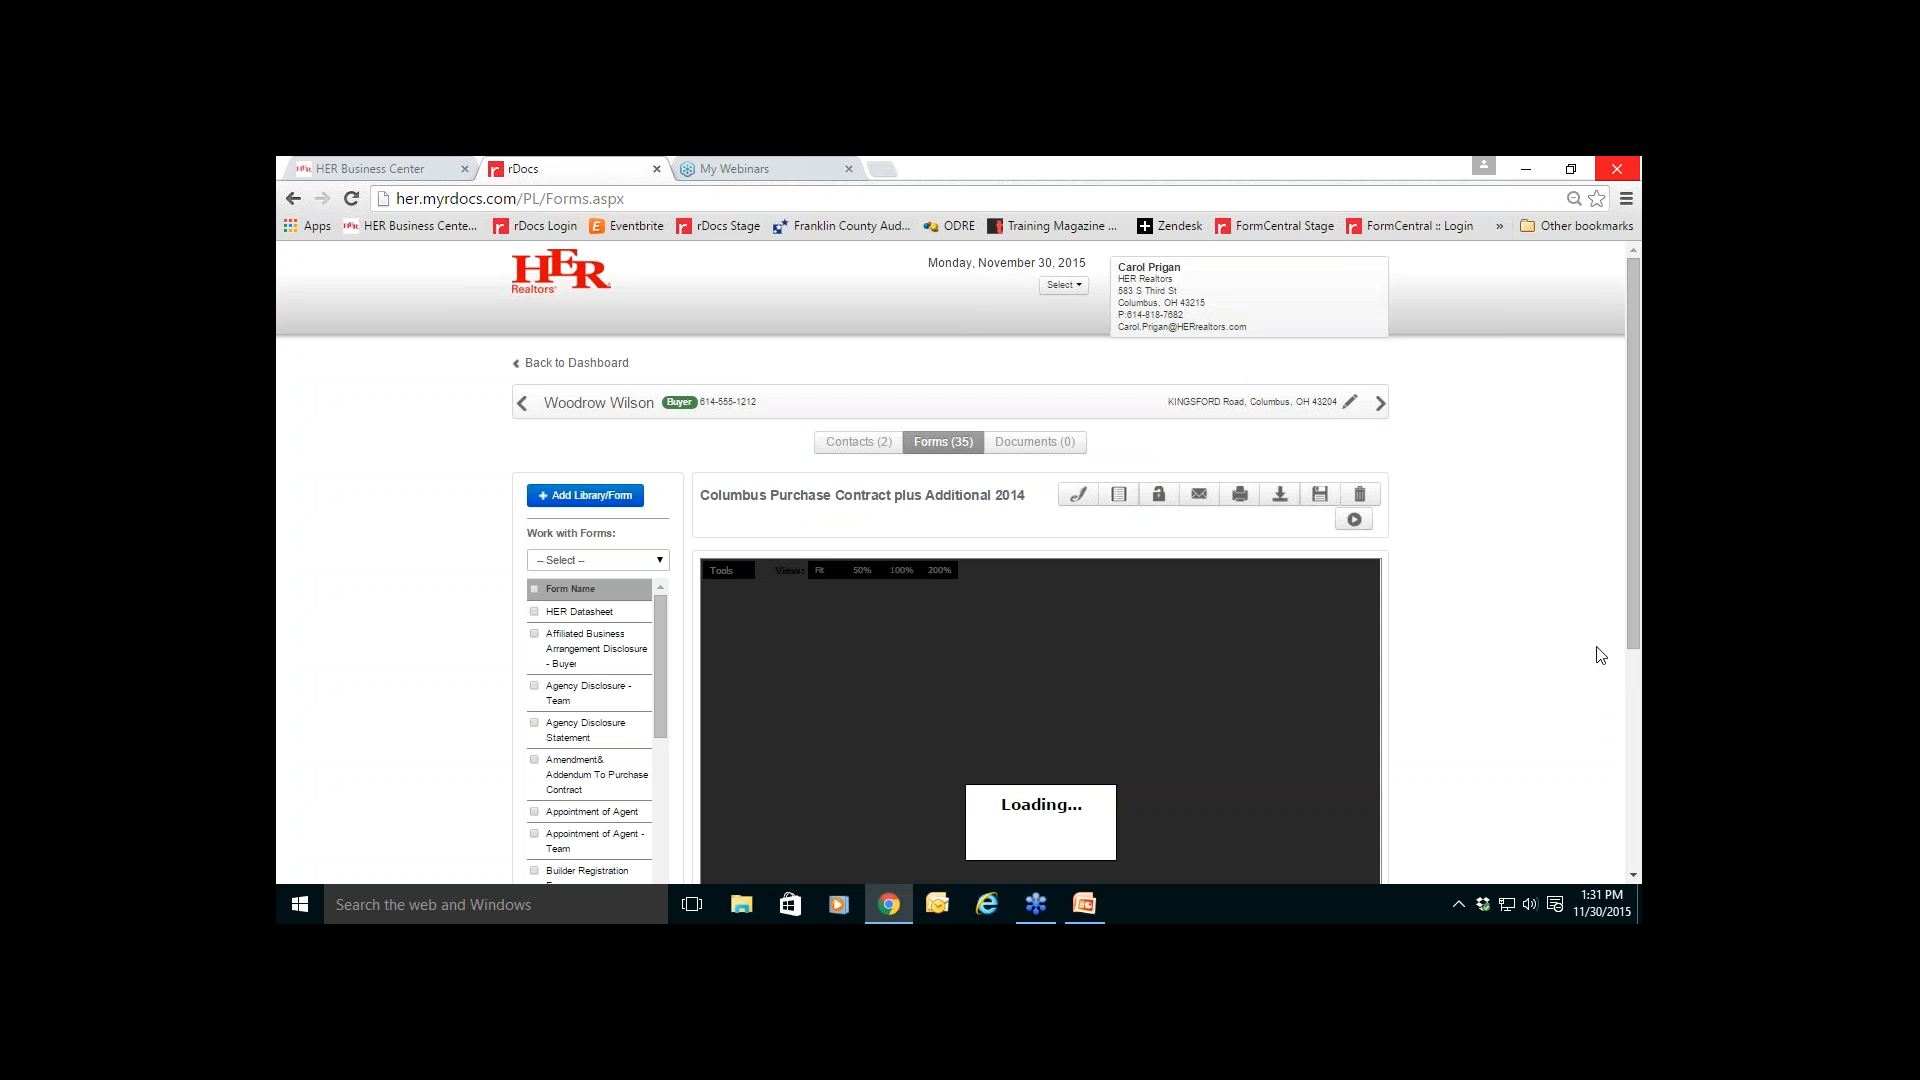 HER Business Center
rDocs
My Webinars
her.myrdocs.com/PL/Forms.aspx
Apps
HER Business Cente...
rDocs Login
Eventbrite
rDocs Stage
Franklin County Aud...
ODRE
Training Magazine ...
Zendesk
FormCentral Stage
FormCentral :: Login
»
Other bookmarks
HER
Realtors
Monday, November 30, 2015
Select
Carol Prigan
HER Realtors
583 S Third St
Columbus, OH 43215
P:614-818-7682
Carol.Prigan@HERrealtors.com
Back to Dashboard
Woodrow Wilson Buyer 614-555-1212
KINGSFORD Road, Columbus, OH 43204
Contacts (2)
Forms (35)
Documents (0)
+ Add Library/Form
Work with Forms:
-- Select --
Form Name
HER Datasheet
Affiliated Business
Arrangement Disclosure
- Buyer
Agency Disclosure -
Team
Agency Disclosure
Statement
Amendment&
Addendum To Purchase
Contract
Appointment of Agent
Appointment of Agent -
Team
Builder Registration
Columbus Purchase Contract plus Additional 2014
Tools
View: Fit 50% 100% 200%
Loading...
Search the web and Windows
1:31 PM
11/30/2015